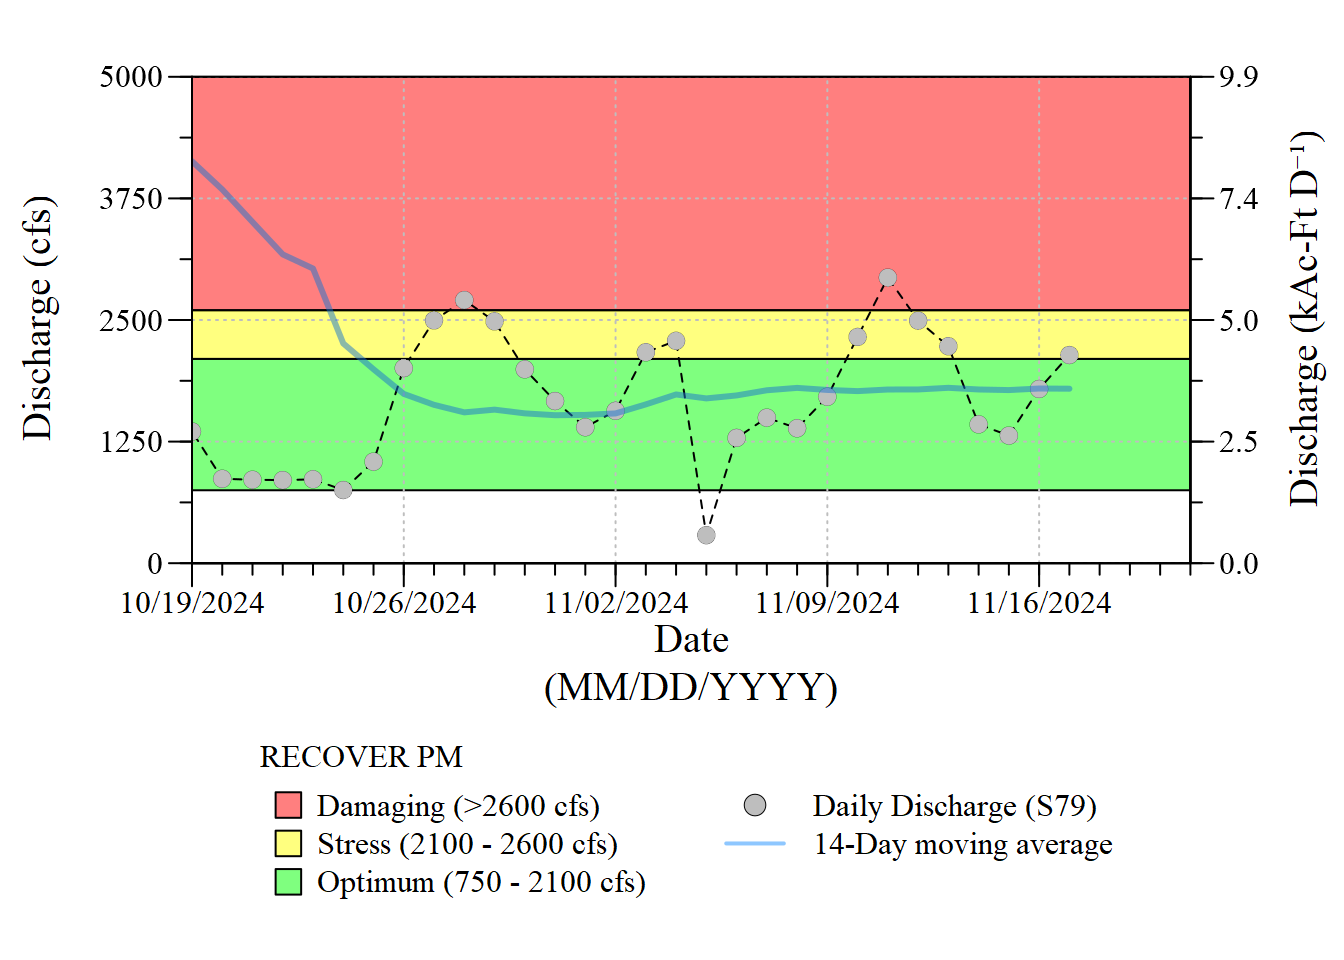 5000
3750
2500
1250
0
Discharge (cfs)
9.9
7.4
5.0
2.5
0.0
Discharge (kAc-Ft D⁻¹)
10/19/2024 10/26/2024 11/02/2024 11/09/2024 11/16/2024
Date
(MM/DD/YYYY)
RECOVER PM
Damaging (>2600 cfs)
Stress (2100 - 2600 cfs)
Optimum (750 - 2100 cfs)
Daily Discharge (S79)
14-Day moving average